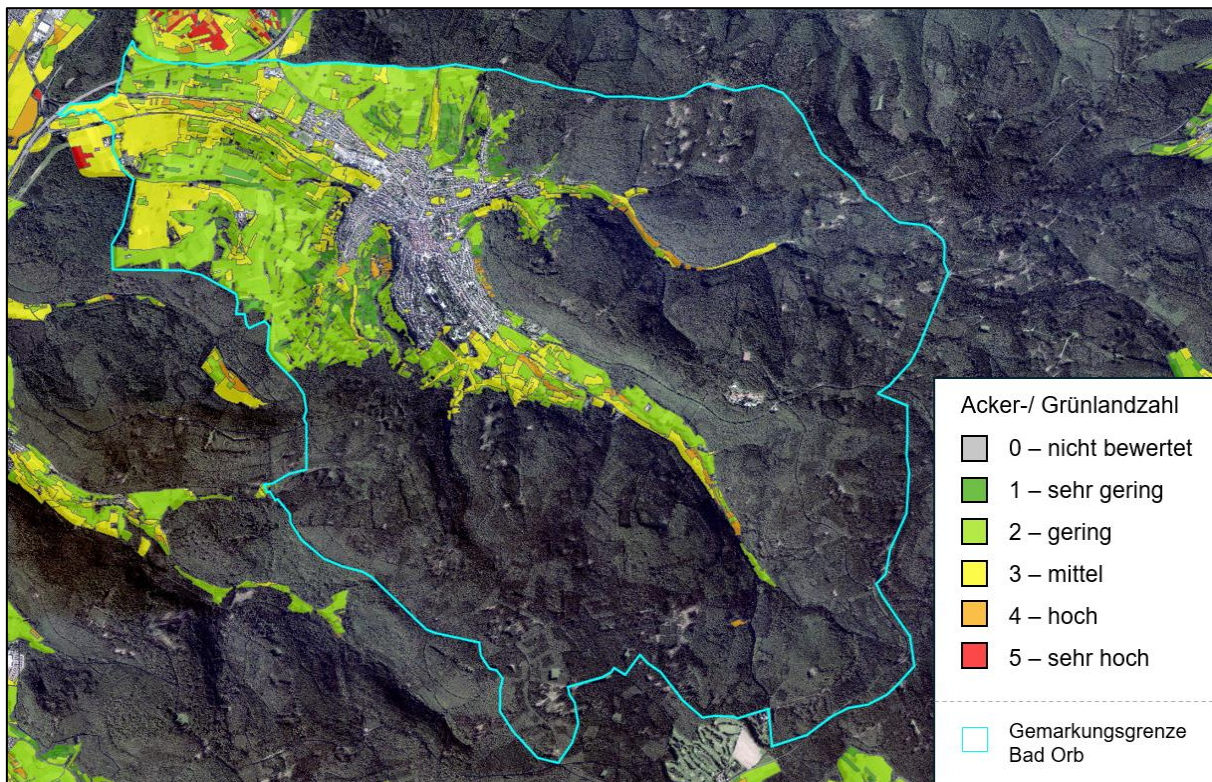 Acker-/ Grünlandzahl
0 – nicht bewertet
1 – sehr gering
2 – gering
3 – mittel
4 – hoch
5 – sehr hoch
Gemarkungsgrenze
Bad Orb